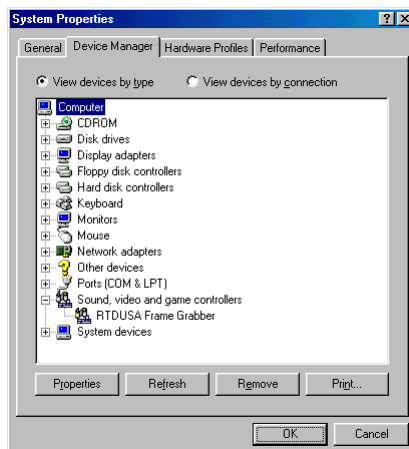 System Properties
General Device Manager Hardware Profiles Performance
View devices by type View devices by connection
Computer
CDROM
Disk drives
Display adapters
Floppy disk controllers
Hard disk controllers
Keyboard
Monitors
Mouse
Network adapters
Other devices
Ports (COM & LPT)
Sound, video and game controllers
RTDUSA Frame Grabber
System devices
Properties Refresh Remove Print...
OK Cancel